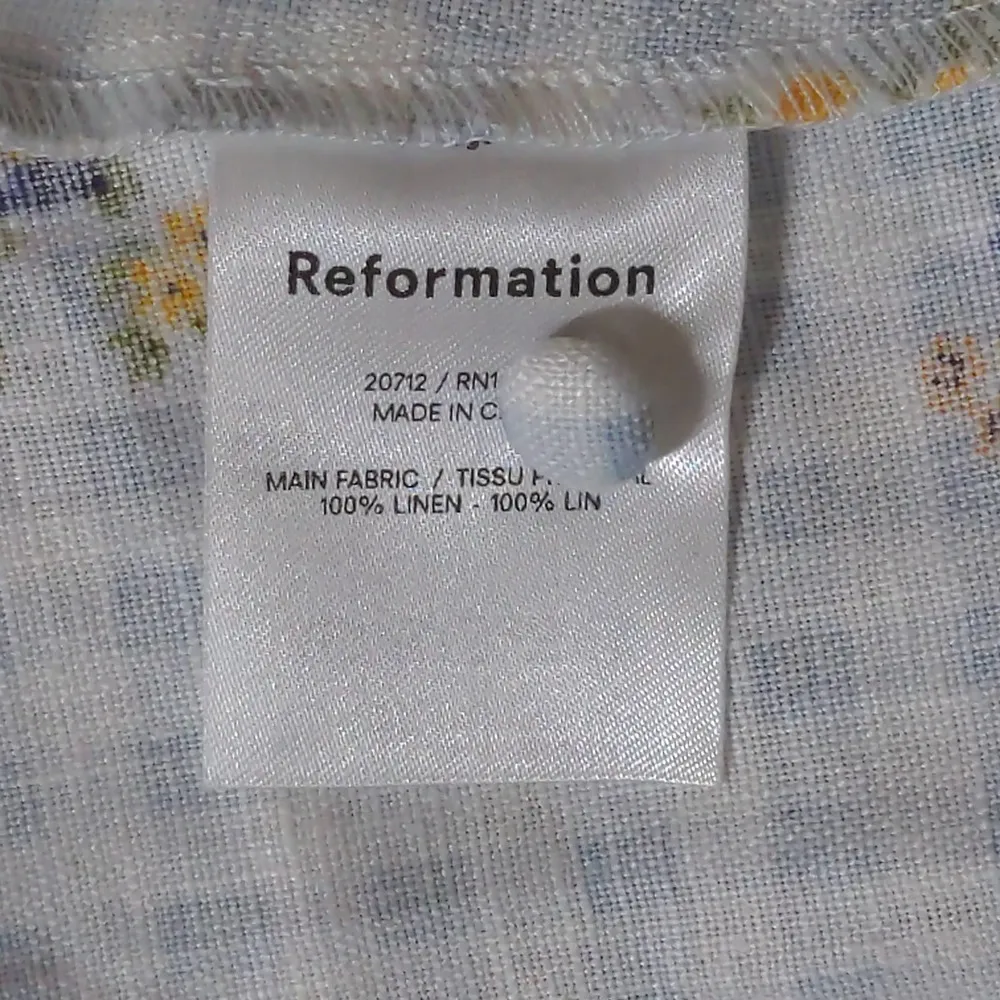 Reformation
20712 / RN1
MADE IN C
MAIN FABRIC / TISSU
100% LINEN - 100% LIN